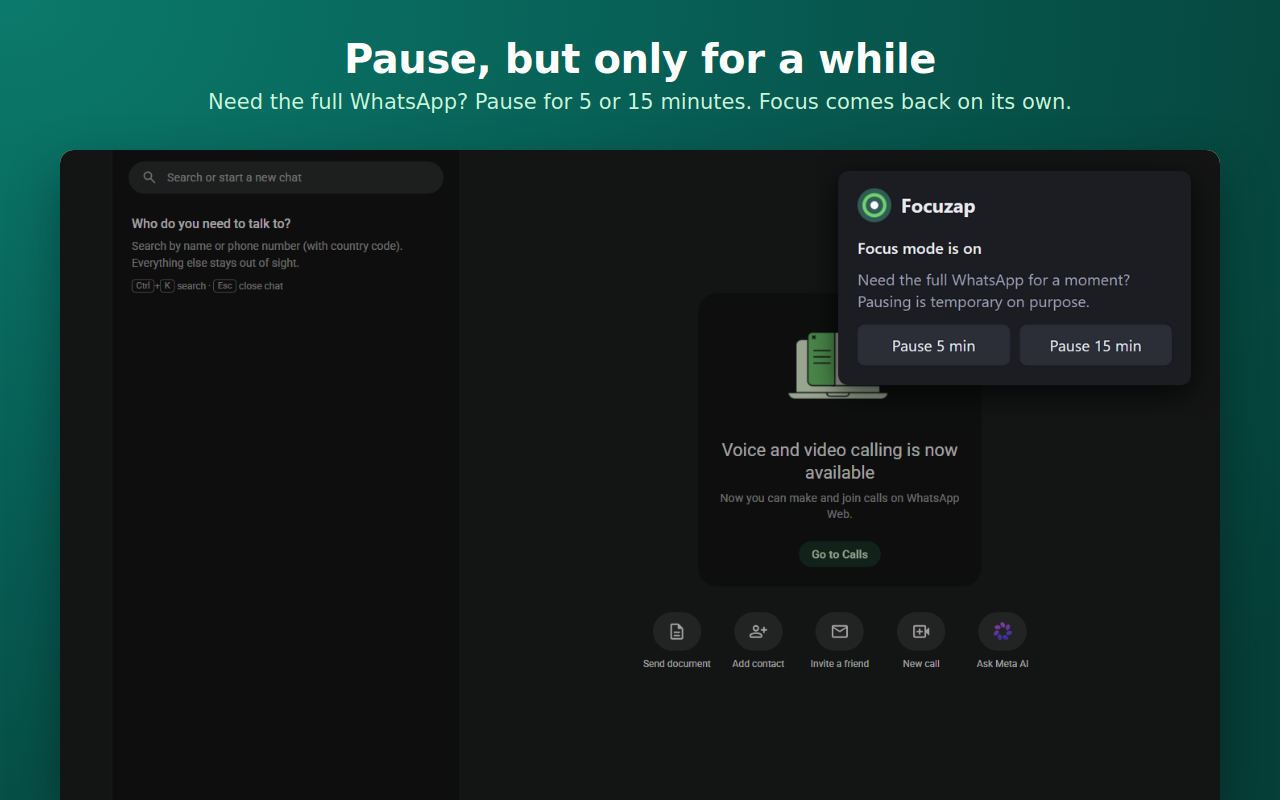 Pause, but only for a while
Need the full WhatsApp? Pause for 5 or 15 minutes. Focus comes back on its own.
Search or start a new chat
Who do you need to talk to?
Search by name or phone number (with country code).
Everything else stays out of sight.
Ctrl+K search · Esc close chat
Focuzap
Focus mode is on
Need the full WhatsApp for a moment?
Pausing is temporary on purpose.
Pause 5 min
Pause 15 min
Voice and video calling is now
available
Now you can make and join calls on WhatsApp
Web.
Go to Calls
Send document
Add contact
Invite a friend
New call
Ask Meta AI